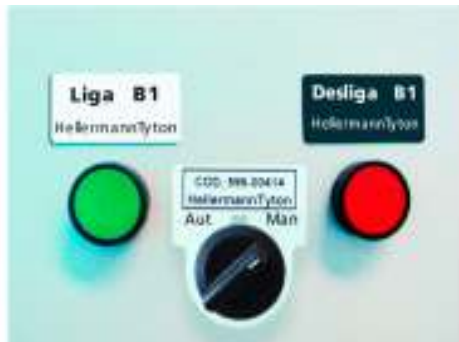 Liga B1
HellermannTyton
Desliga B1
HellermannTyton
COD. 596-00414
HellermannTyton
Aut Man